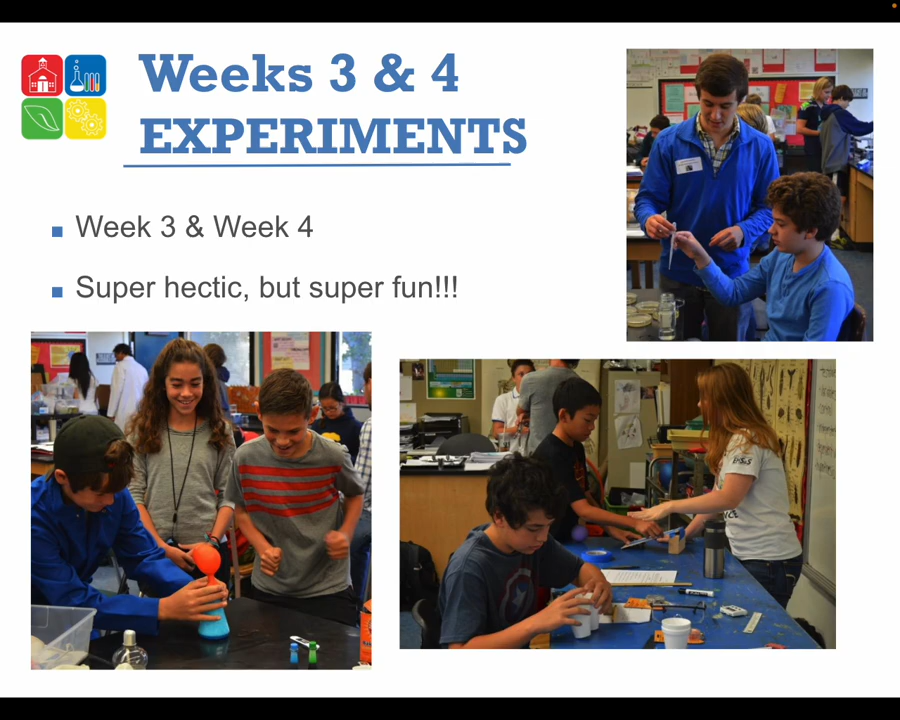 Weeks 3 & 4
EXPERIMENTS
Week 3 & Week 4
Super hectic, but super fun!!!